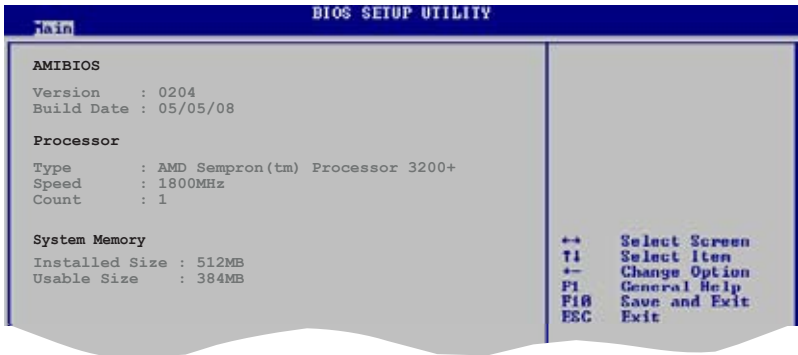 BIOS SETUP UTILITY
Main
AMIBIOS
Version : 0204
Build Date : 05/05/08
Processor
Type : AMD Sempron(tm) Processor 3200+
Speed : 1800MHz
Count : 1
System Memory
Installed Size : 512MB
Usable Size : 384MB
←→ Select Screen
↑↓ Select Item
+- Change Option
F1 General Help
F10 Save and Exit
ESC Exit